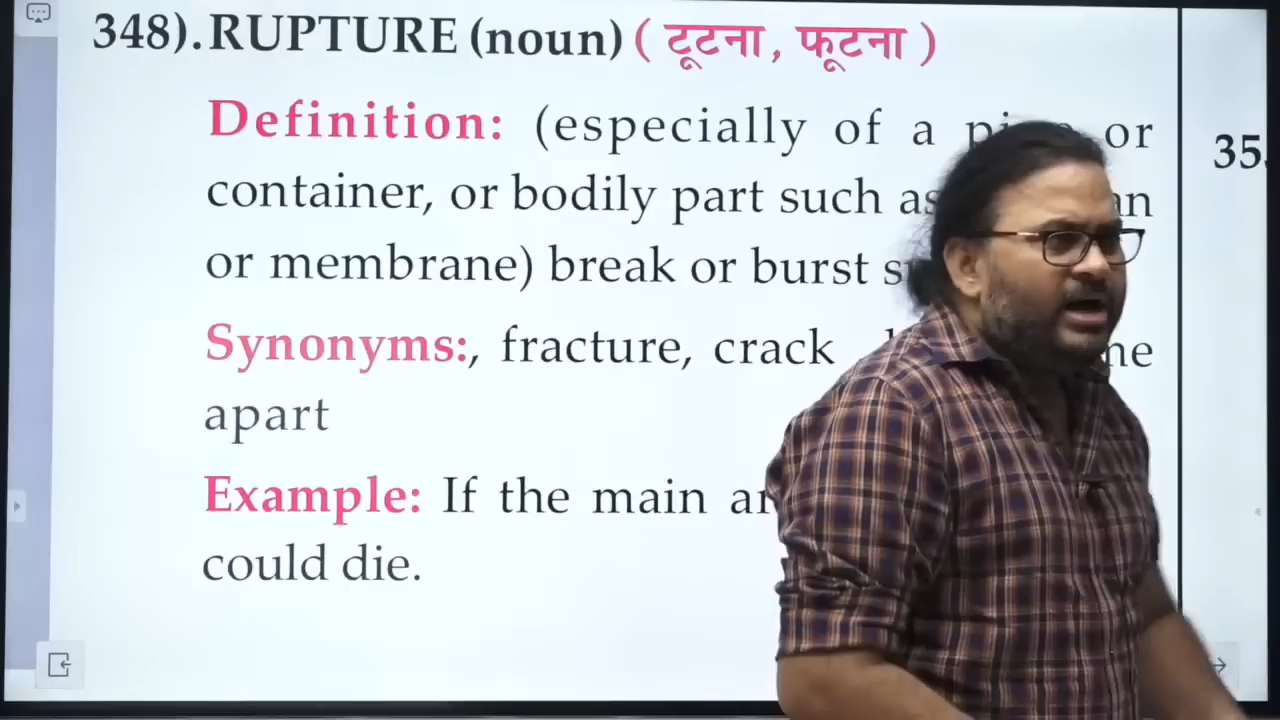 348). RUPTURE (noun) ( टूटना, फूटना )
Definition: (especially of a or
container, or bodily part such as
or membrane) break or burst
Synonyms:, fracture, crack
apart
Example: If the main
could die.
35